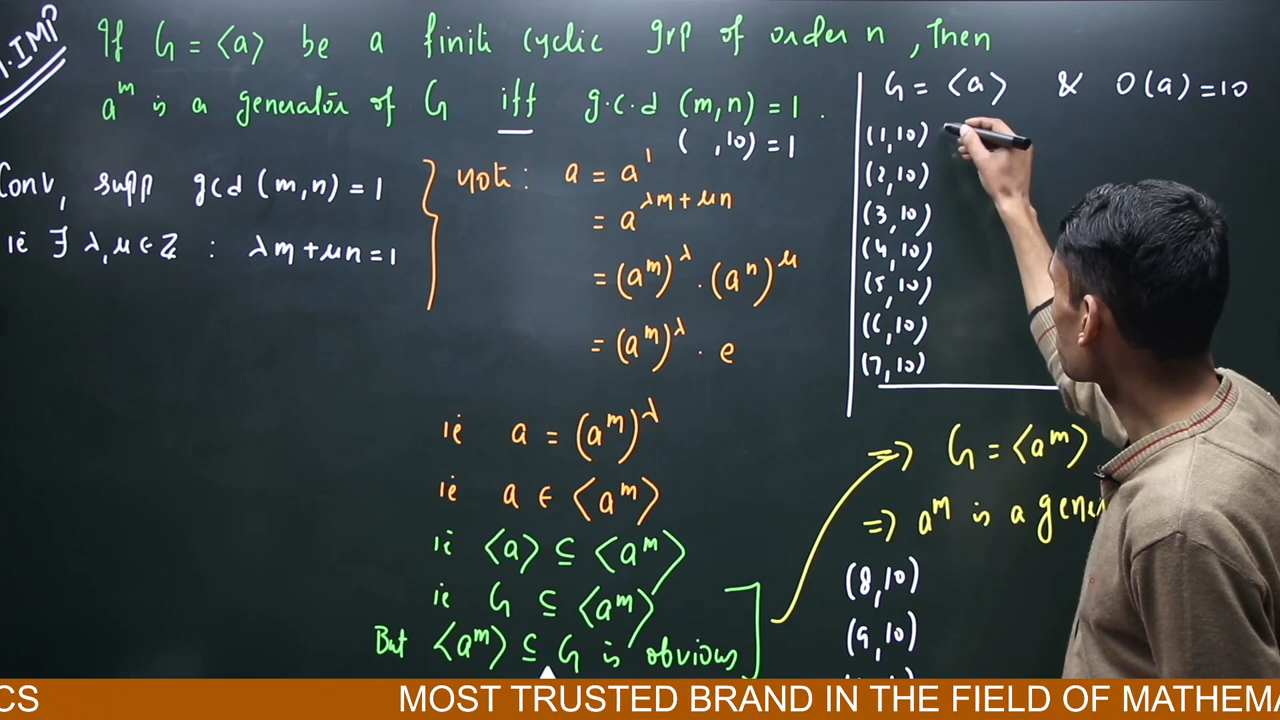 V.IMP
If G = <a> be a finite cyclic grp of order n , then
a^m is a generator of G iff g.c.d (m,n) = 1 .
( ,10) = 1
Conv, supp gcd (m,n) = 1
ie ∃ λ,μ ∈ ℤ : λm + μn = 1
Note: a = a^1
= a^{λm + μn}
= (a^m)^λ . (a^n)^μ
= (a^m)^λ . e
ie a = (a^m)^λ
ie a ∈ <a^m>
ie <a> ⊆ <a^m>
ie G ⊆ <a^m>
But <a^m> ⊆ G is obvious
G = <a> & O(a) = 10
(1,10)
(2,10)
(3,10)
(4,10)
(5,10)
(6,10)
(7,10)
=> G = <a^m>
=> a^m is a gene
(8,10)
(9,10)
CS MOST TRUSTED BRAND IN THE FIELD OF MATHEMA